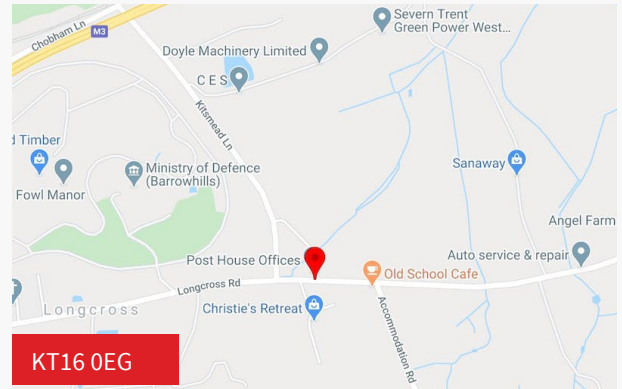 Severn Trent
Green Power West...
Chobham Ln
M3
Doyle Machinery Limited
C E S
Kitsmead Ln
d Timber
Ministry of Defence
(Barrowhills)
Sanaway
Fowl Manor
Angel Farm
Post House Offices
Auto service & repair
Old School Cafe
Longcross Rd
Christie's Retreat
Longcross
Accommodation Rd
KT16 0EG